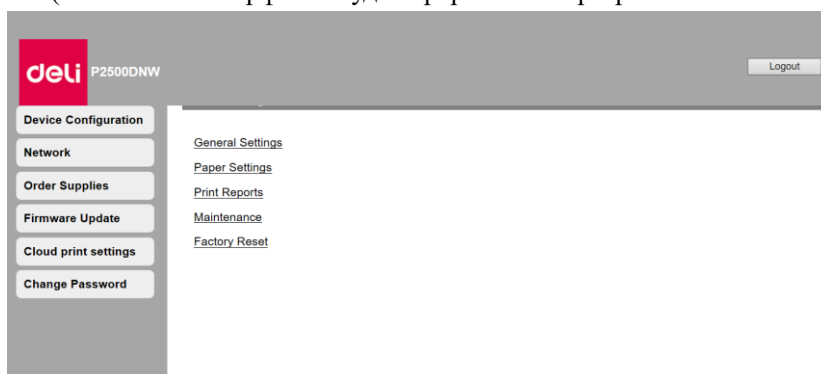 deli P2500DNW
Logout
Device Configuration
Network
Order Supplies
Firmware Update
Cloud print settings
Change Password
General Settings
Paper Settings
Print Reports
Maintenance
Factory Reset